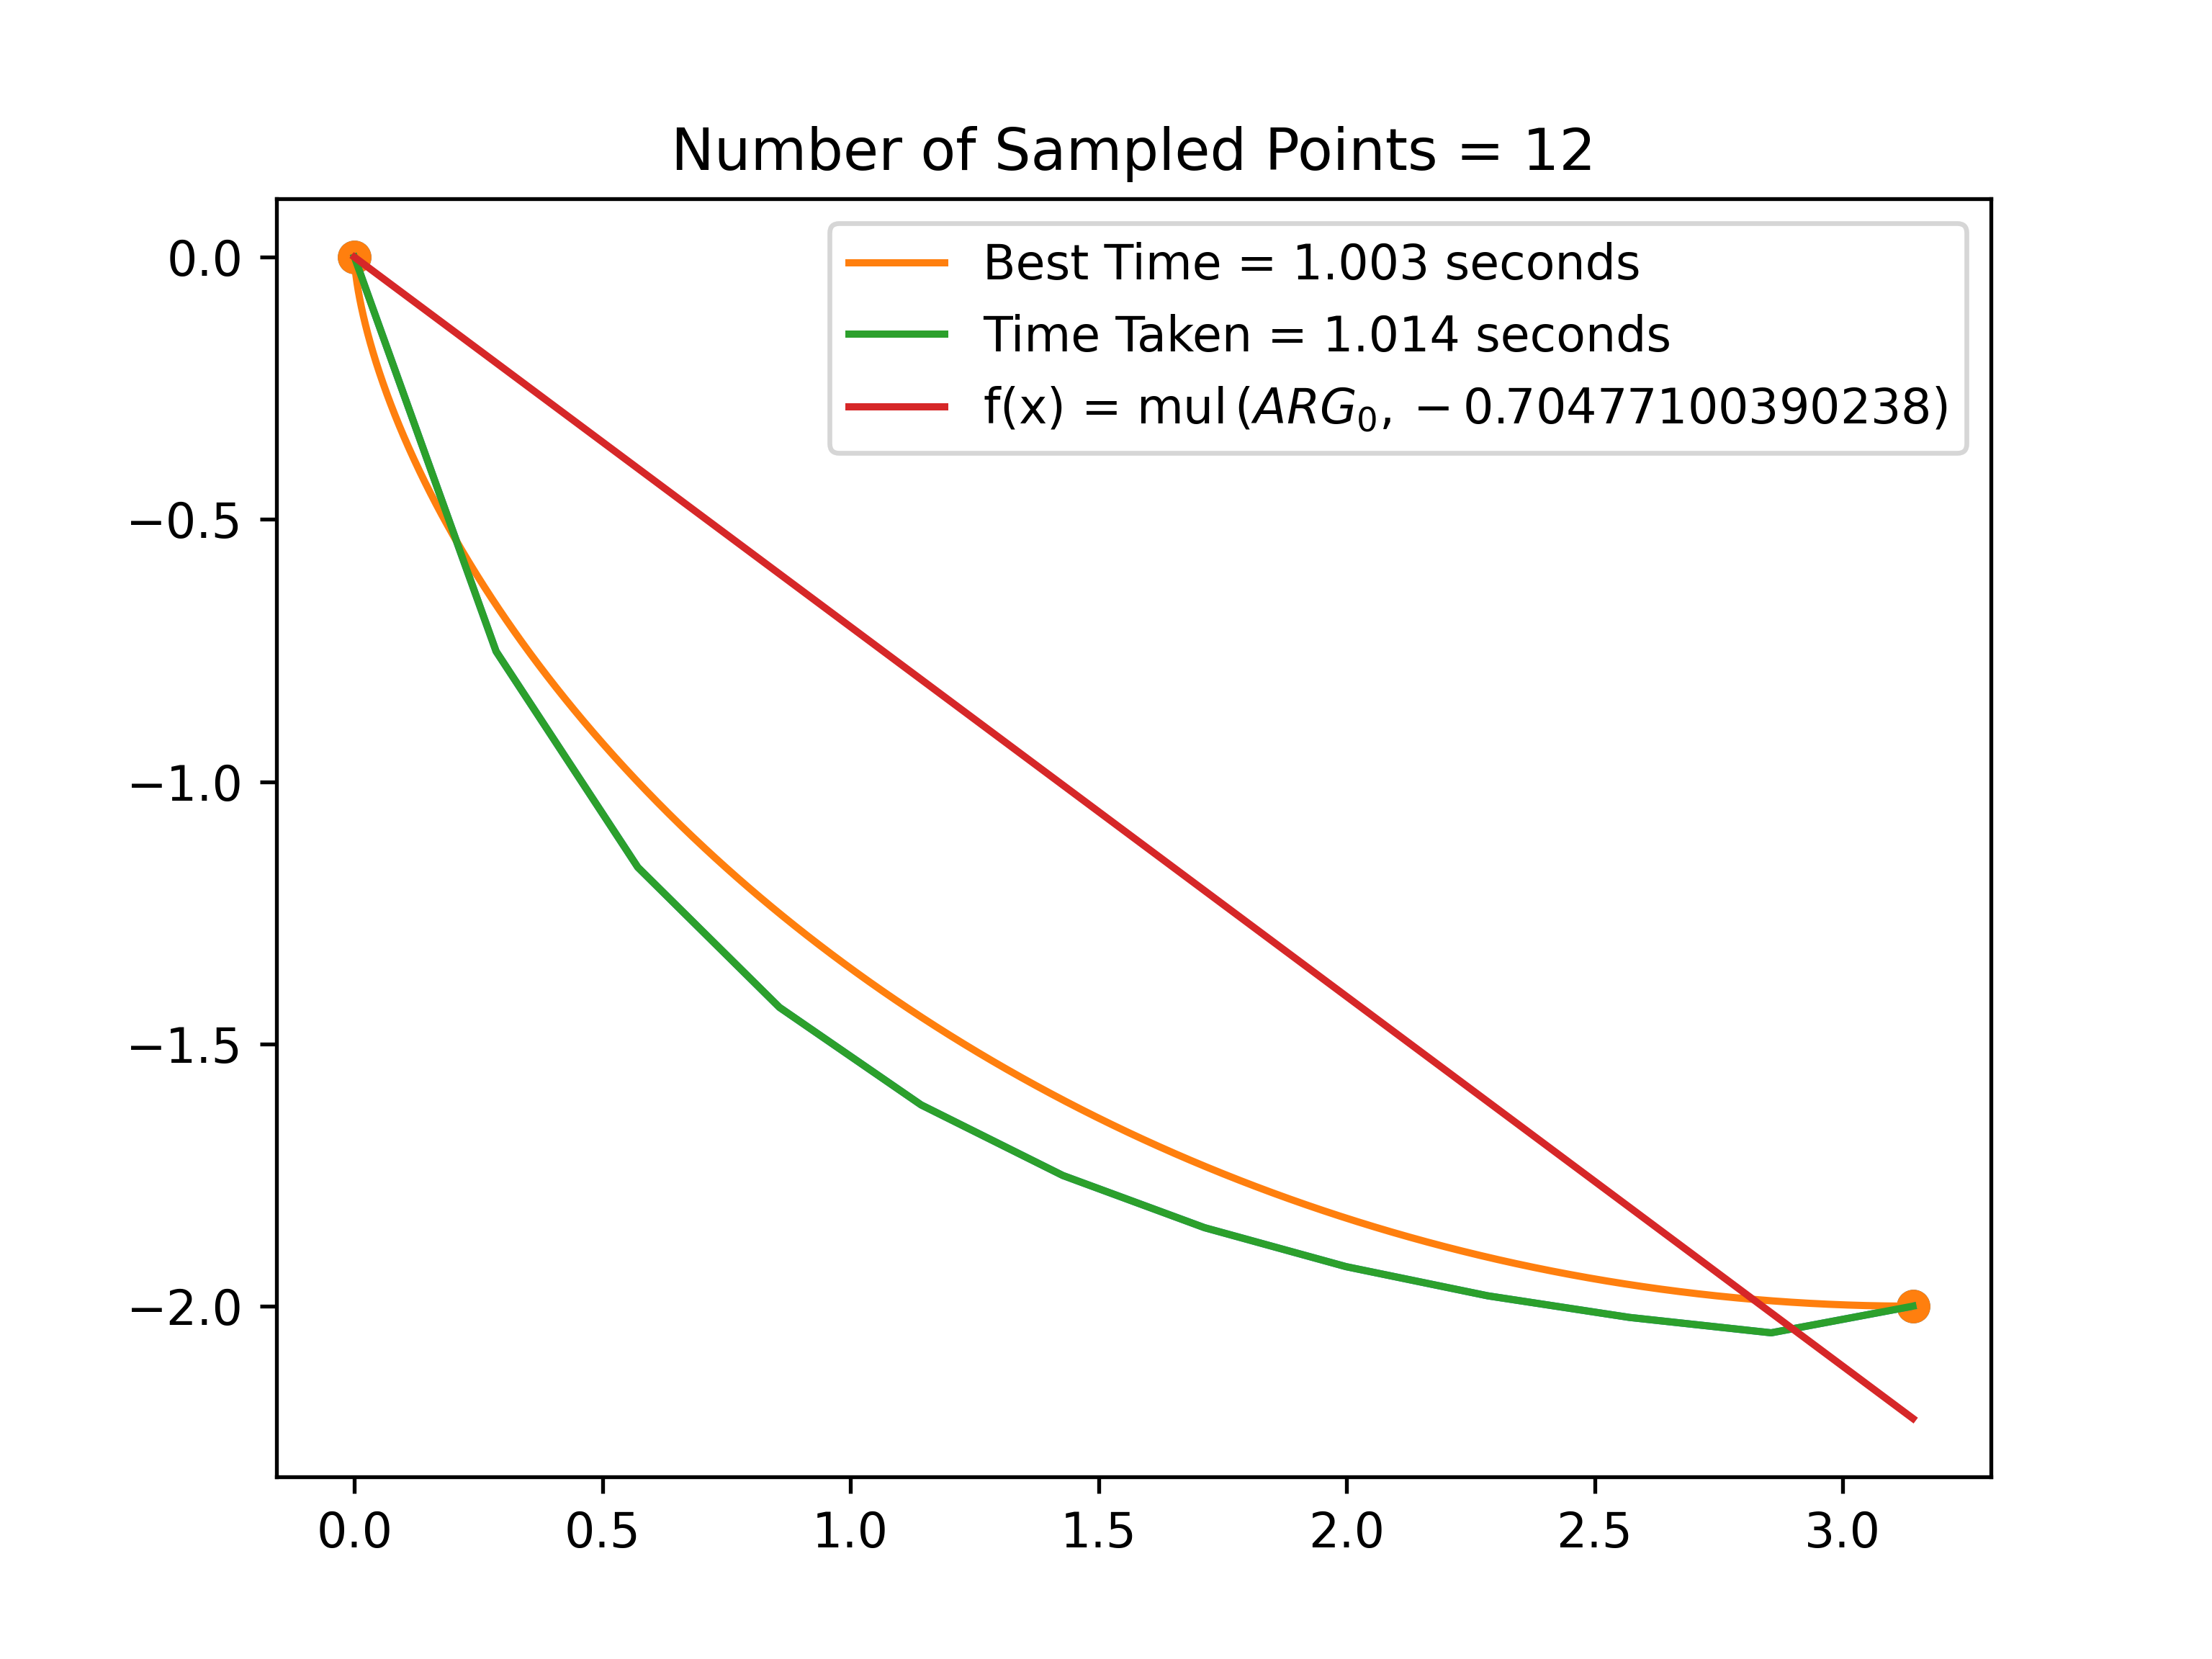 Number of Sampled Points = 12
Best Time = 1.003 seconds
Time Taken = 1.014 seconds
f(x) = mul (ARG₀, −0.70477100390238)
0.0
−0.5
−1.0
−1.5
−2.0
0.0 0.5 1.0 1.5 2.0 2.5 3.0